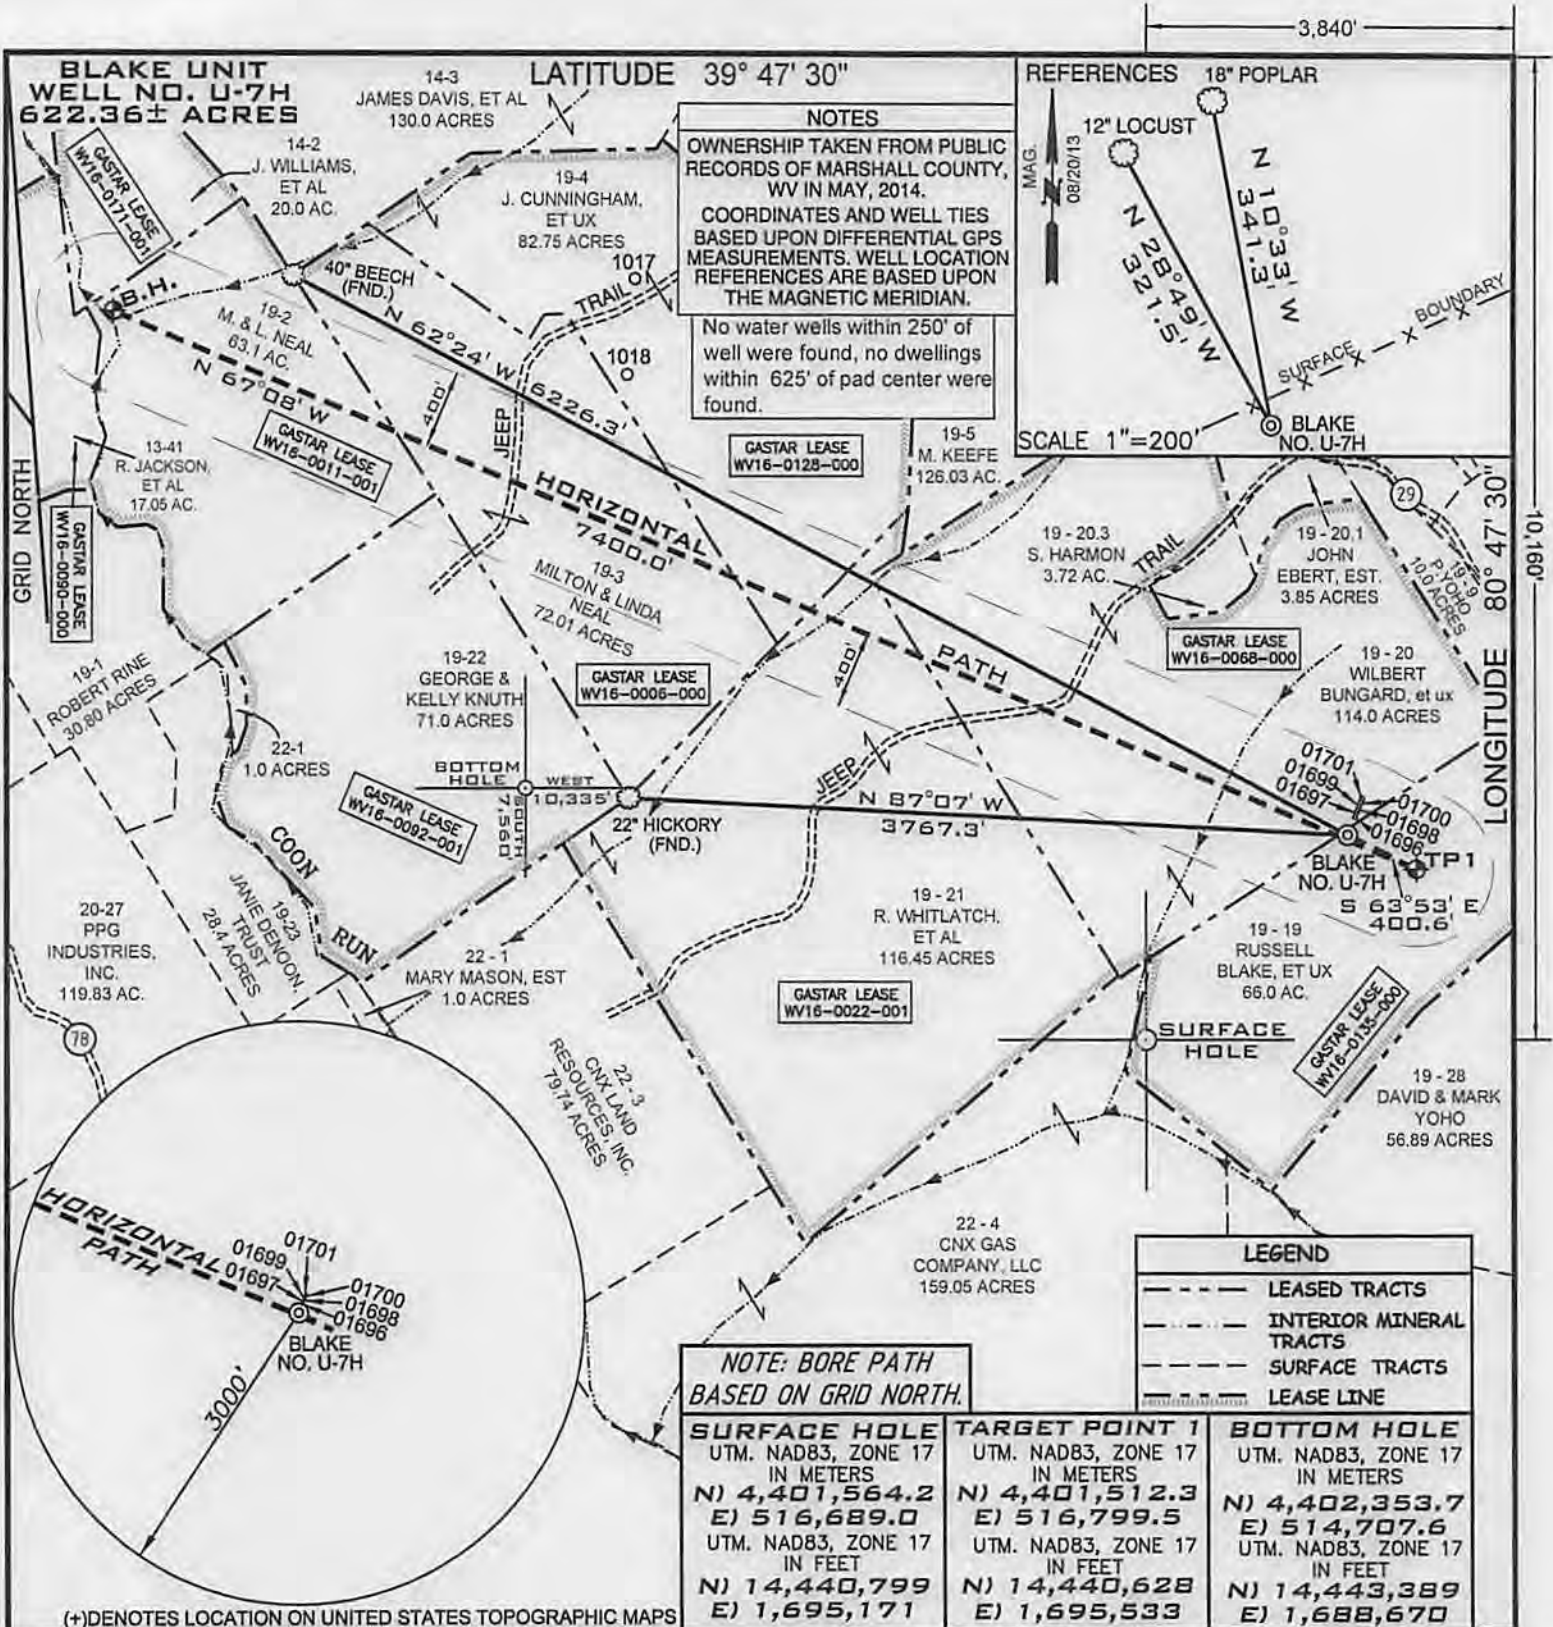 3,840'
BLAKE UNIT
WELL NO. U-7H
622.36± ACRES
LATITUDE 39° 47' 30"
14-3
JAMES DAVIS, ET AL
130.0 ACRES
GASTAR LEASE
WV16-0171-001
14-2
J. WILLIAMS,
ET AL
20.0 AC.
19-4
J. CUNNINGHAM,
ET UX
82.75 ACRES
NOTES
OWNERSHIP TAKEN FROM PUBLIC
RECORDS OF MARSHALL COUNTY,
WV IN MAY, 2014.
COORDINATES AND WELL TIES
BASED UPON DIFFERENTIAL GPS
MEASUREMENTS. WELL LOCATION
REFERENCES ARE BASED UPON
THE MAGNETIC MERIDIAN.
No water wells within 250' of
well were found, no dwellings
within 625' of pad center were
found.
REFERENCES
18" POPLAR
12" LOCUST
MAG.
08/20/13
N 10°33' W
341.3'
N 28°49' W
321.5'
SURFACE
BOUNDARY
BLAKE
NO. U-7H
SCALE 1"=200'
10,160'
B.H.
40" BEECH
(FND.)
1017
TRAIL
1018
JEEP
19-2
M. & L. NEAL
63.1 AC.
N 62°24' W
6226.3'
N 67°08' W
400'
GASTAR LEASE
WV16-0011-001
GRID NORTH
13-41
R. JACKSON,
ET AL
17.05 AC.
GASTAR LEASE
WV16-0090-000
GASTAR LEASE
WV16-0128-000
19-5
M. KEEFE
126.03 AC.
HORIZONTAL
7400.0'
PATH
19-3
MILTON & LINDA
NEAL
72.01 ACRES
GASTAR LEASE
WV16-0006-000
400'
19 - 20.3
S. HARMON
3.72 AC.
TRAIL
29
19 - 20.1
JOHN
EBERT, EST.
3.85 ACRES
19 - 19
P.YOHO
10.0 ACRES
GASTAR LEASE
WV16-0068-000
19 - 20
WILBERT
BUNGARD, et ux
114.0 ACRES
LONGITUDE 80° 47' 30"
19-1
ROBERT RINE
30.80 ACRES
22-1
1.0 ACRES
19-22
GEORGE &
KELLY KNUTH
71.0 ACRES
BOTTOM
HOLE
WEST
10,335'
SOUTH
7,560'
GASTAR LEASE
WV16-0092-001
22" HICKORY
(FND.)
JEEP
N 87°07' W
3767.3'
01701
01699
01697
01700
01698
01696
BLAKE
NO. U-7H
TP1
S 63°53' E
400.6'
COON
RUN
20-27
PPG
INDUSTRIES,
INC.
119.83 AC.
19-23
JANIE DENOON,
TRUST
28.4 ACRES
78
22 - 1
MARY MASON, EST
1.0 ACRES
19 - 21
R. WHITLATCH,
ET AL
116.45 ACRES
GASTAR LEASE
WV16-0022-001
19 - 19
RUSSELL
BLAKE, ET UX
66.0 AC.
SURFACE
HOLE
GASTAR LEASE
WV16-0135-000
19 - 28
DAVID & MARK
YOHO
56.89 ACRES
22 - 3
CNX LAND
RESOURCES, INC.
79.74 ACRES
22 - 4
CNX GAS
COMPANY, LLC
159.05 ACRES
HORIZONTAL
PATH
01699
01701
01697
01700
01698
01696
BLAKE
NO. U-7H
3000'
LEGEND
LEASED TRACTS
INTERIOR MINERAL
TRACTS
SURFACE TRACTS
LEASE LINE
NOTE: BORE PATH
BASED ON GRID NORTH.
SURFACE HOLE
UTM. NAD83, ZONE 17
IN METERS
N) 4,401,564.2
E) 516,689.0
UTM. NAD83, ZONE 17
IN FEET
N) 14,440,799
E) 1,695,171
TARGET POINT 1
UTM. NAD83, ZONE 17
IN METERS
N) 4,401,512.3
E) 516,799.5
UTM. NAD83, ZONE 17
IN FEET
N) 14,440,628
E) 1,695,533
BOTTOM HOLE
UTM. NAD83, ZONE 17
IN METERS
N) 4,402,353.7
E) 514,707.6
UTM. NAD83, ZONE 17
IN FEET
N) 14,443,389
E) 1,688,670
(+)DENOTES LOCATION ON UNITED STATES TOPOGRAPHIC MAPS